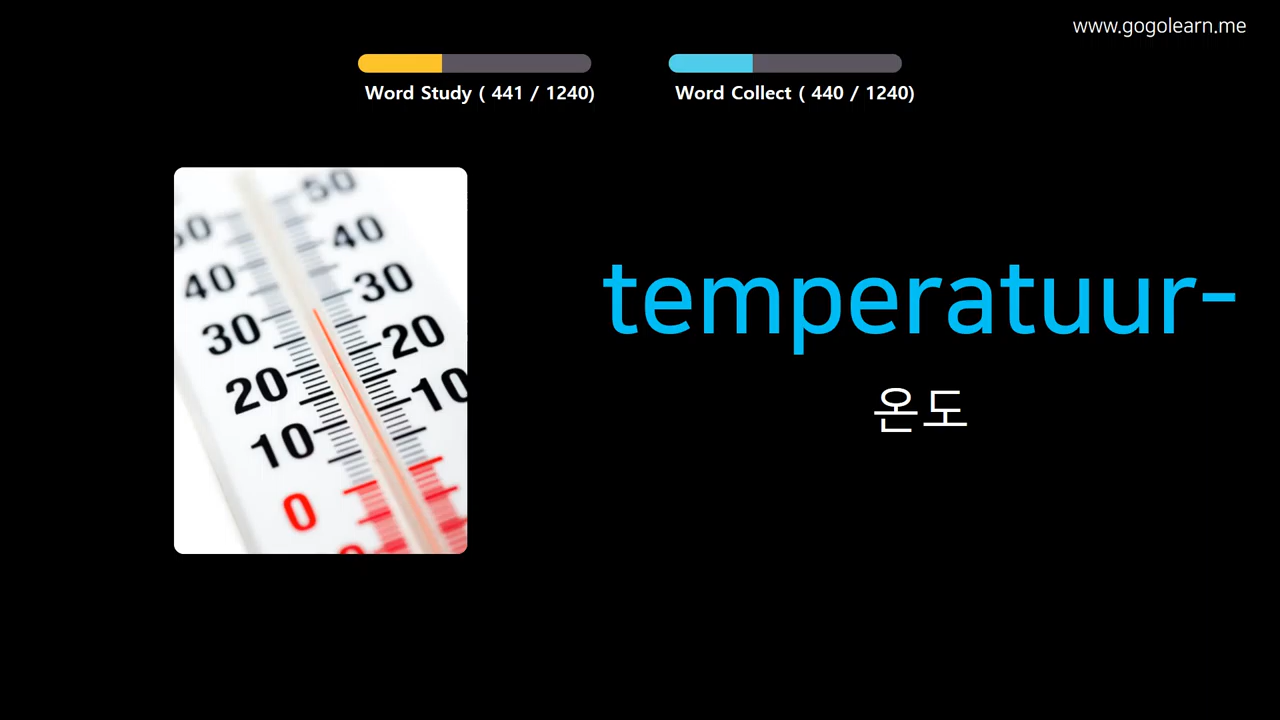 www.gogolearn.me
Word Study ( 441 / 1240)
Word Collect ( 440 / 1240)
50
50
40
40
30
30
20
20
10
10
0
temperatuur-
온도